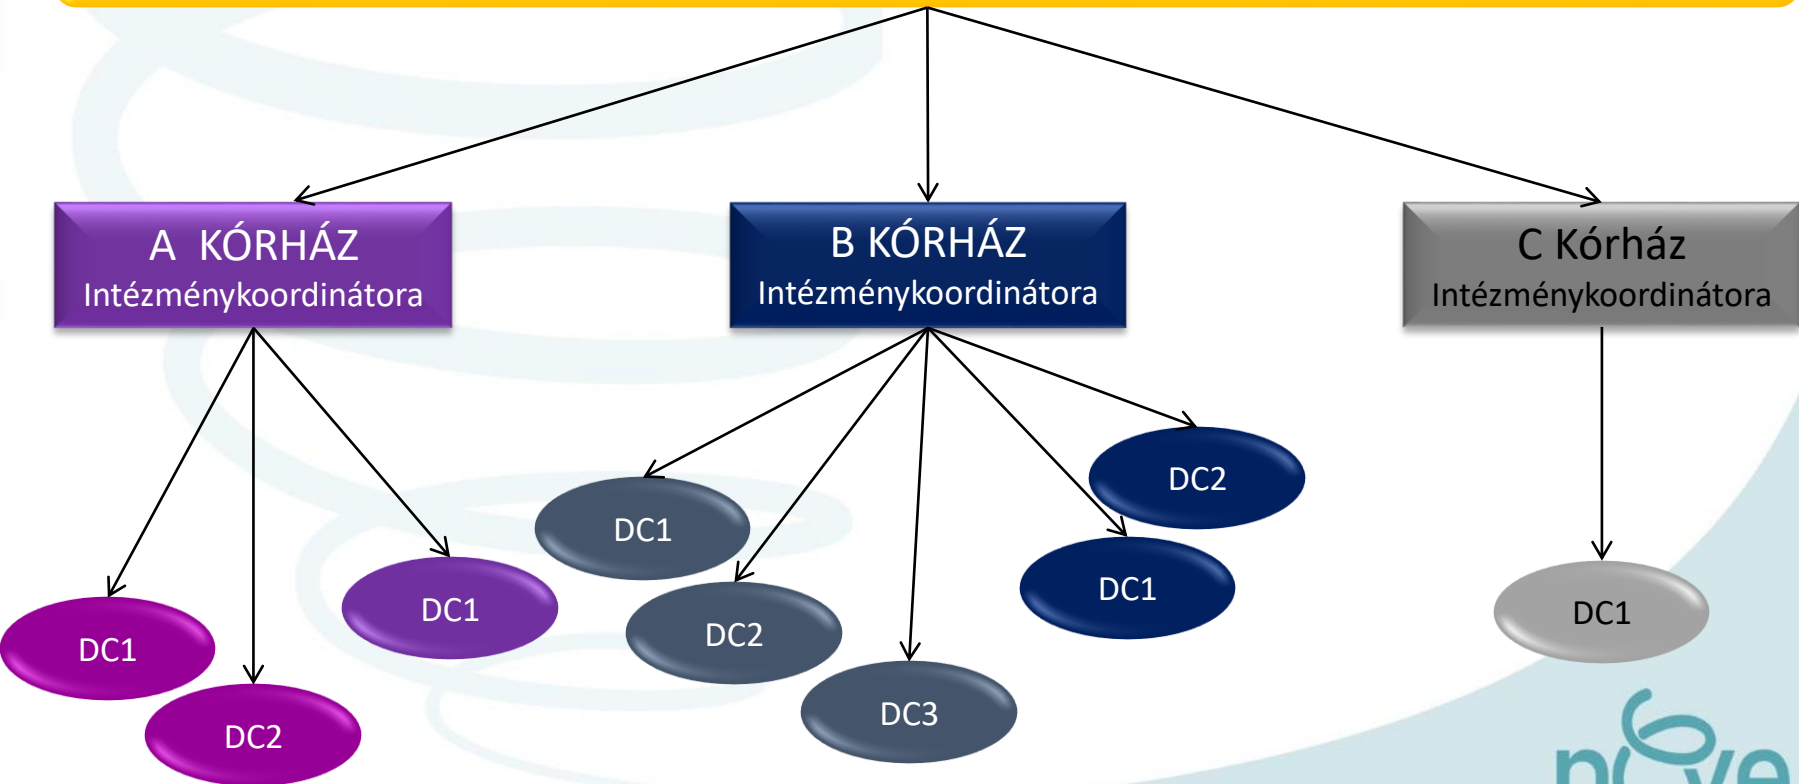 A KÓRHÁZ
Intézménykoordinátora
B KÓRHÁZ
Intézménykoordinátora
C Kórház
Intézménykoordinátora
DC1
DC2
DC1
DC1
DC2
DC3
DC1
DC2
DC1